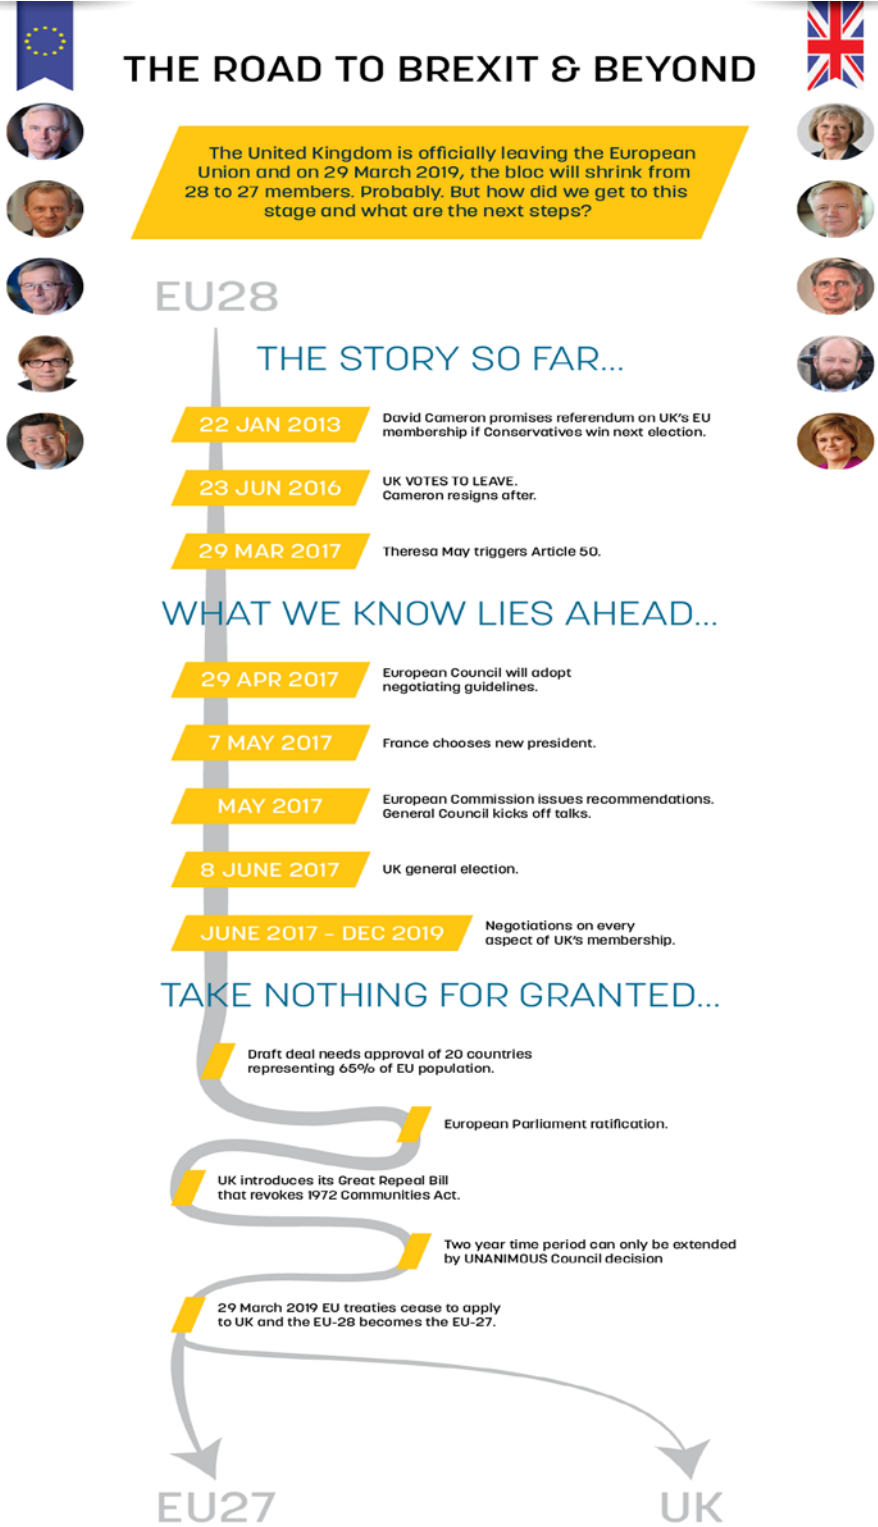 THE ROAD TO BREXIT & BEYOND
The United Kingdom is officially leaving the European
Union and on 29 March 2019, the bloc will shrink from
28 to 27 members. Probably. But how did we get to this
stage and what are the next steps?
EU28
THE STORY SO FAR...
22 JAN 2013
David Cameron promises referendum on UK's EU
membership if Conservatives win next election.
23 JUN 2016
UK VOTES TO LEAVE.
Cameron resigns after.
29 MAR 2017
Theresa May triggers Article 50.
WHAT WE KNOW LIES AHEAD...
29 APR 2017
European Council will adopt
negotiating guidelines.
7 MAY 2017
France chooses new president.
MAY 2017
European Commission issues recommendations.
General Council kicks off talks.
8 JUNE 2017
UK general election.
JUNE 2017 - DEC 2019
Negotiations on every
aspect of UK's membership.
TAKE NOTHING FOR GRANTED...
Draft deal needs approval of 20 countries
representing 65% of EU population.
European Parliament ratification.
UK introduces its Great Repeal Bill
that revokes 1972 Communities Act.
Two year time period can only be extended
by UNANIMOUS Council decision
29 March 2019 EU treaties cease to apply
to UK and the EU-28 becomes the EU-27.
EU27
UK